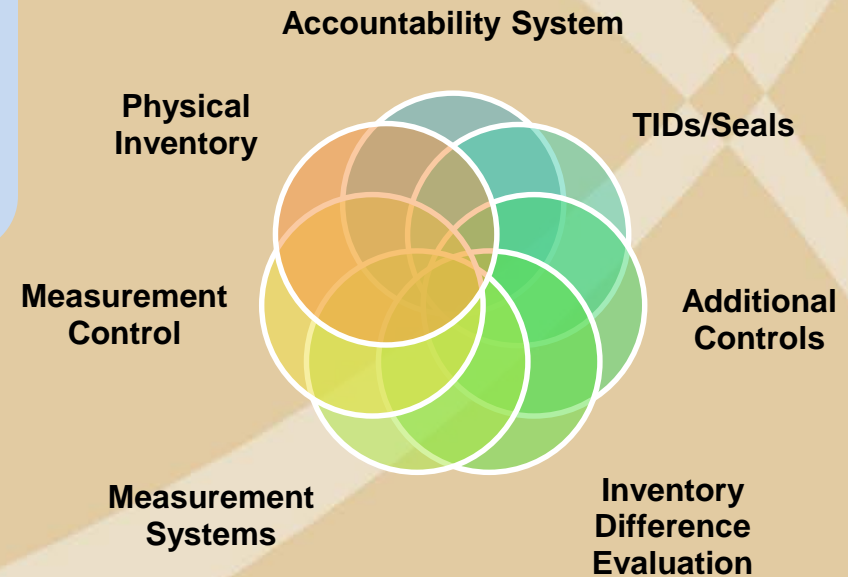 Accountability System
Physical
Inventory
TIDs/Seals
Measurement
Control
Additional
Controls
Measurement
Systems
Inventory
Difference
Evaluation